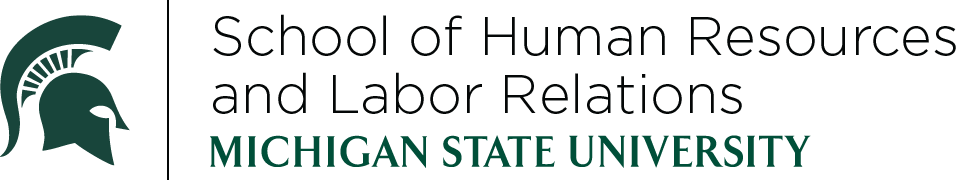 School of Human Resources
and Labor Relations
MICHIGAN STATE UNIVERSITY